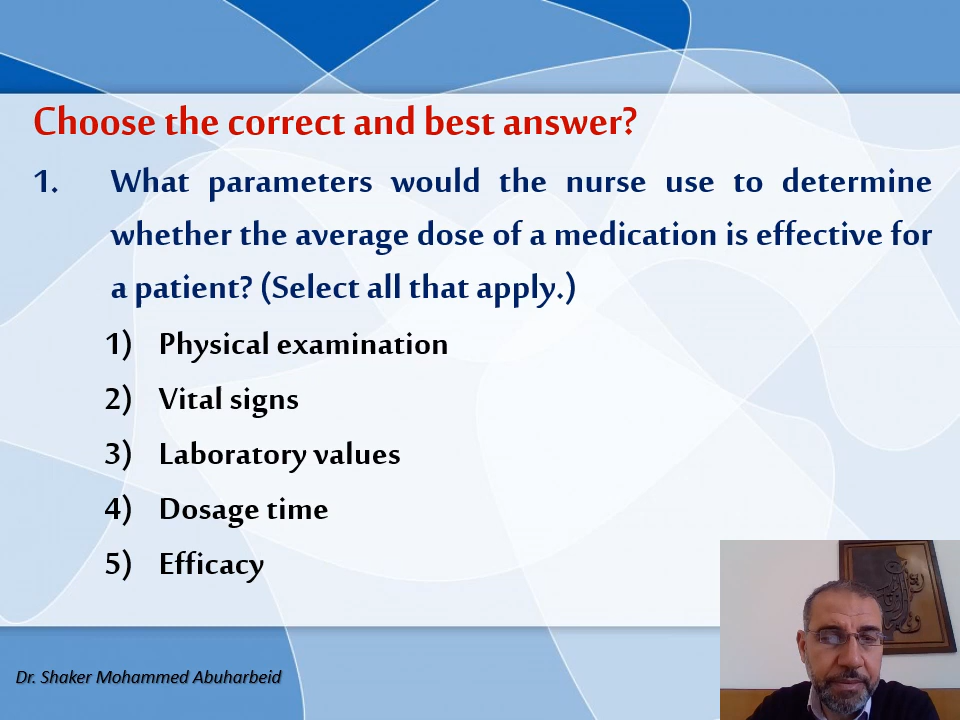 Choose the correct and best answer?
1. What parameters would the nurse use to determine
whether the average dose of a medication is effective for
a patient? (Select all that apply.)
1) Physical examination
2) Vital signs
3) Laboratory values
4) Dosage time
5) Efficacy
Dr. Shaker Mohammed Abuharbeid